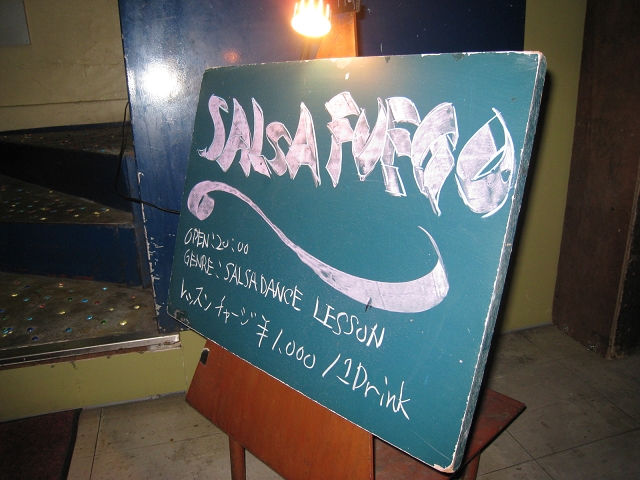 SALSA FUEGO
OPEN:20:00
GENRE:SALSA DANCE LESSON
レッスンチャージ ¥1,000/1Drink